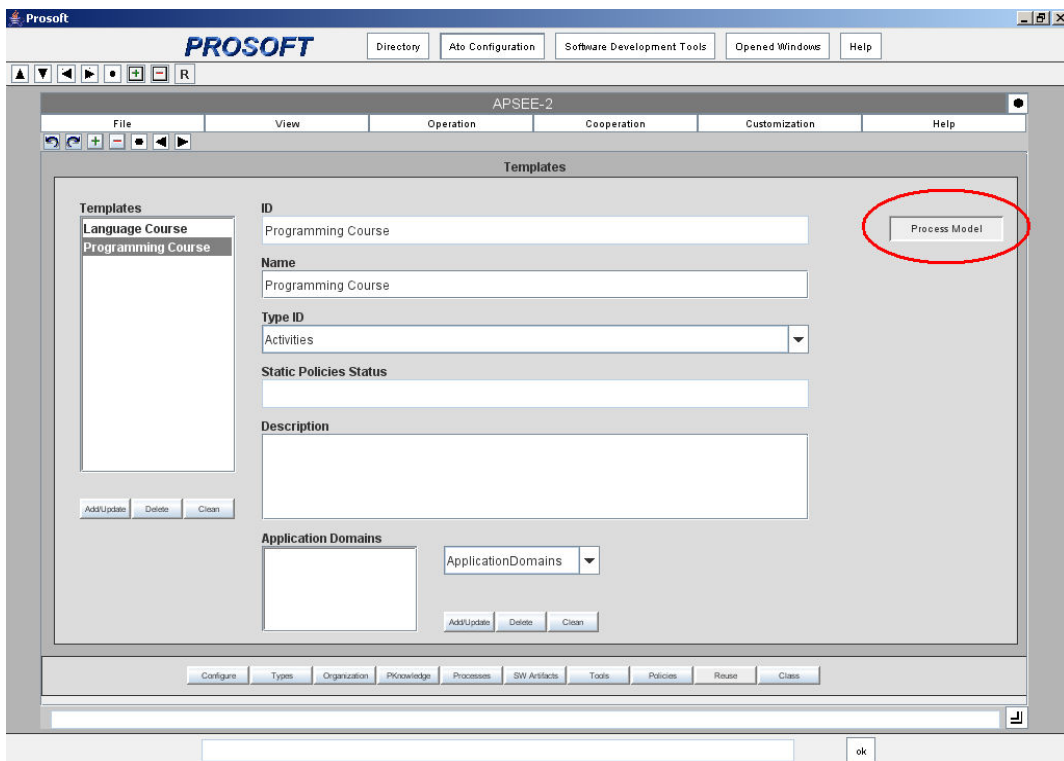 Prosoft
PROSOFT Directory Ato Configuration Software Development Tools Opened Windows Help
R
APSEE-2
File View Operation Cooperation Customization Help
Templates
Templates
Language Course
Programming Course
Add/Update Delete Clean
ID
Programming Course
Process Model
Name
Programming Course
Type ID
Activities
Static Policies Status
Description
Application Domains
ApplicationDomains
Add/Update Delete Clean
Configure Types Organization PKnowledge Processes SW Artifacts Tools Policies Reuse Class
ok